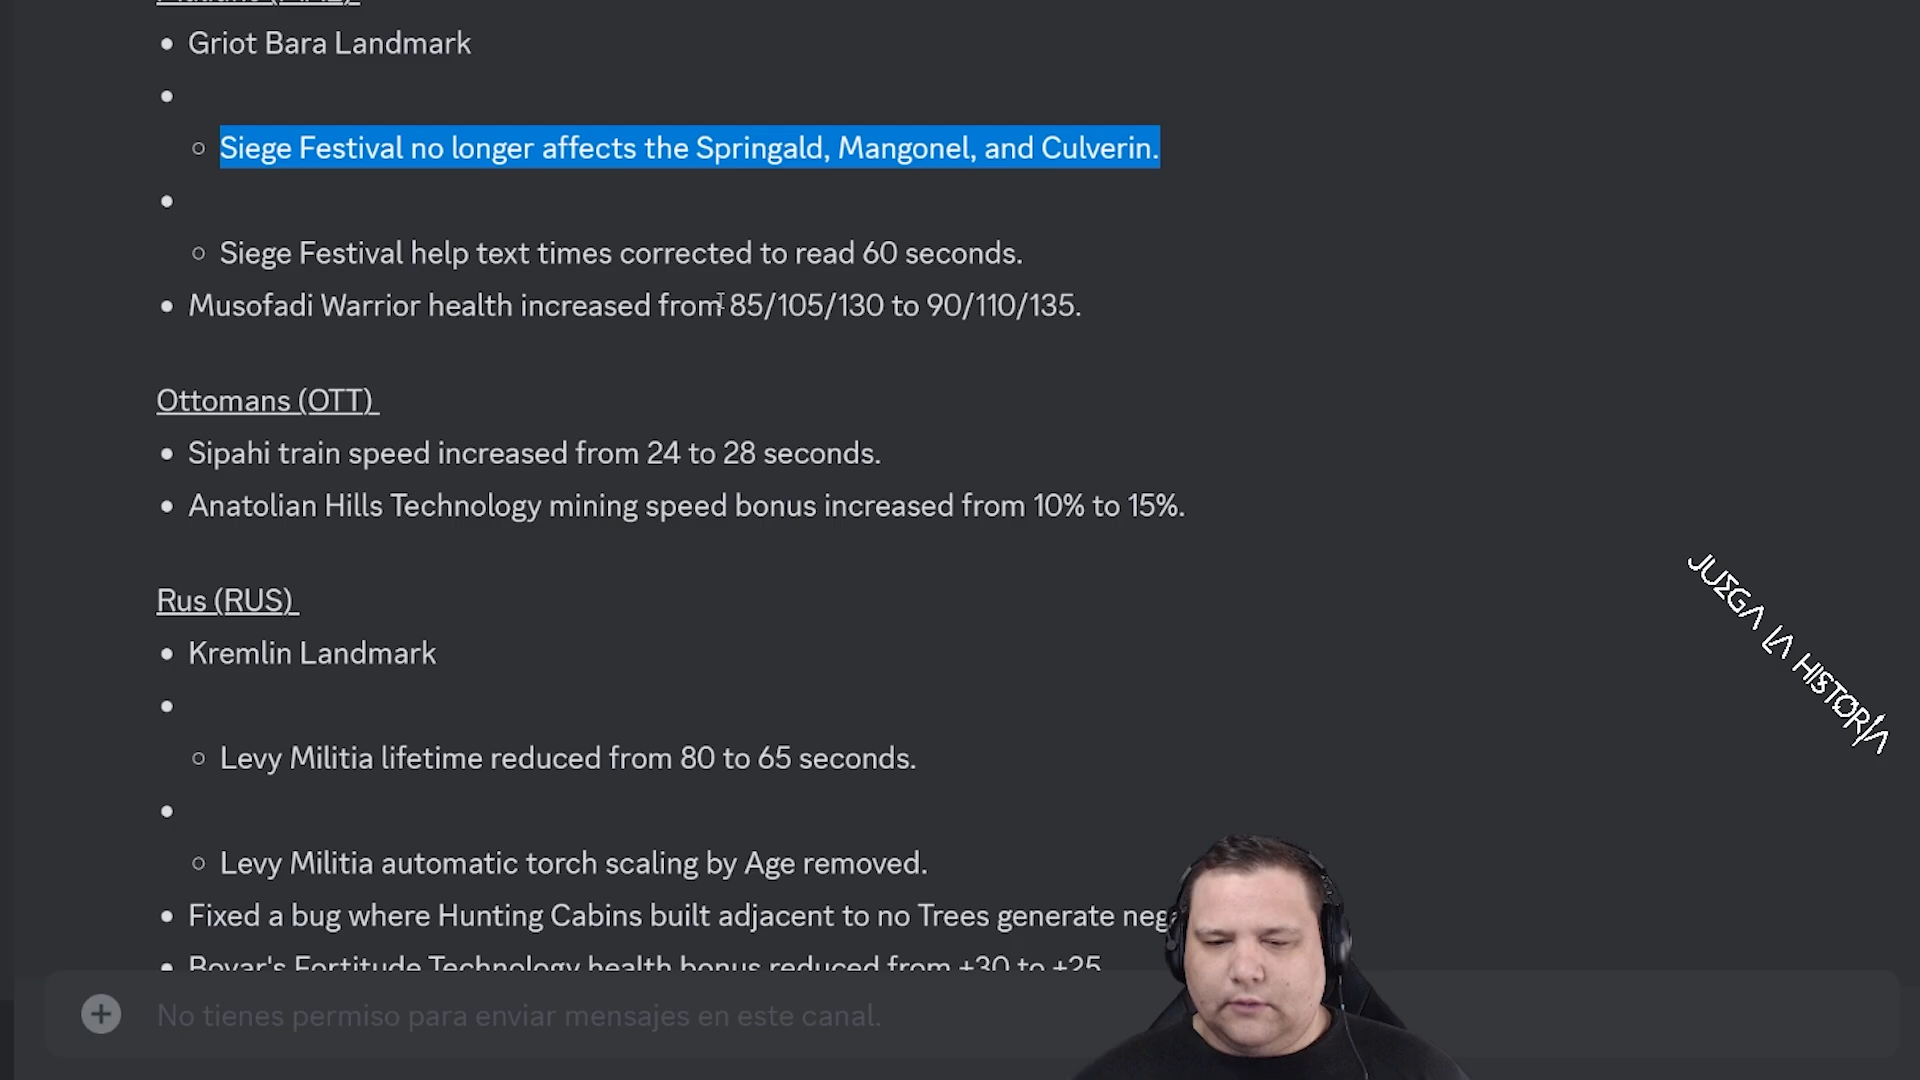 Griot Bara Landmark
Siege Festival no longer affects the Springald, Mangonel, and Culverin.
Siege Festival help text times corrected to read 60 seconds.
Musofadi Warrior health increased from 85/105/130 to 90/110/135.
Ottomans (OTT)
Sipahi train speed increased from 24 to 28 seconds.
Anatolian Hills Technology mining speed bonus increased from 10% to 15%.
Rus (RUS)
Kremlin Landmark
Levy Militia lifetime reduced from 80 to 65 seconds.
Levy Militia automatic torch scaling by Age removed.
Fixed a bug where Hunting Cabins built adjacent to no Trees generate
Boyar's Fortitude Technology health bonus reduced from +30 to +25
No tienes permiso para enviar mensajes en este canal.
JUEGA LA HISTORIA